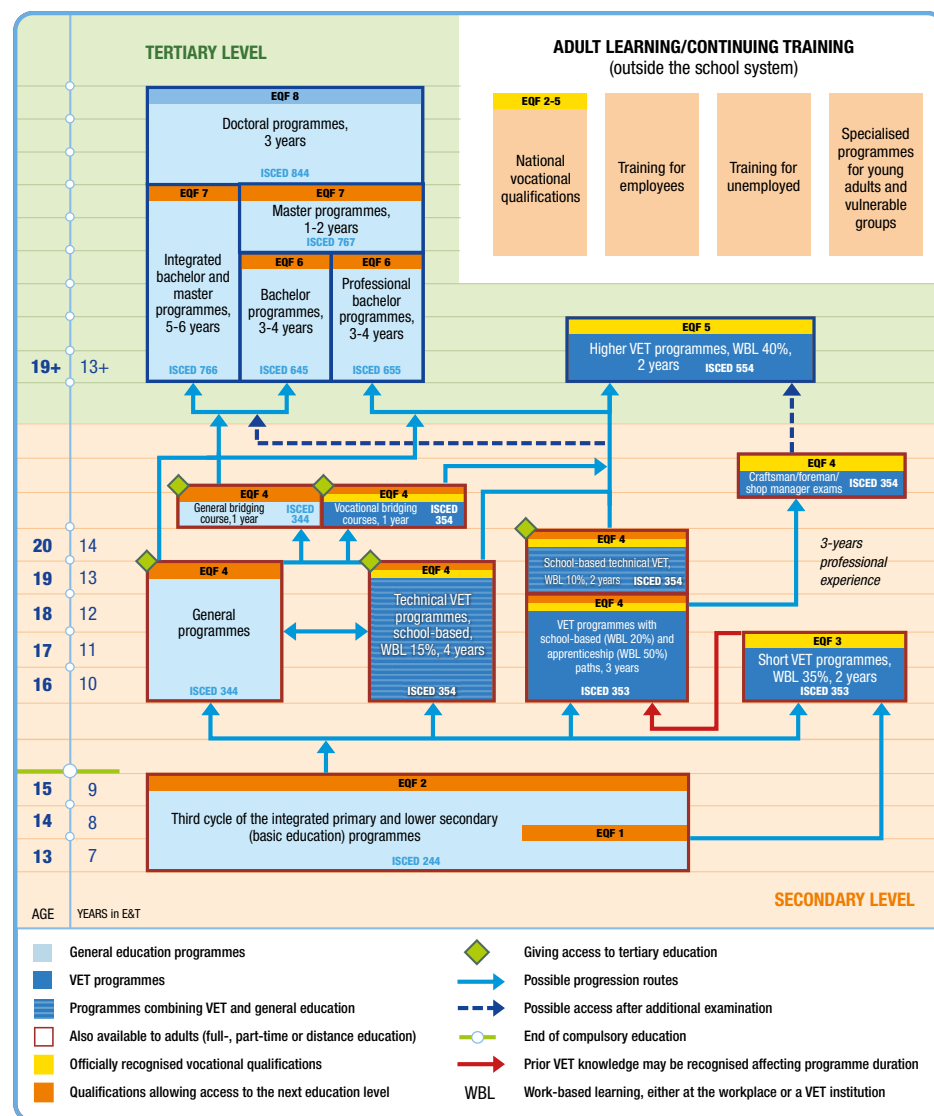 TERTIARY LEVEL
ADULT LEARNING/CONTINUING TRAINING
(outside the school system)
EQF 2-5
National
vocational
qualifications
Training for
employees
Training for
unemployed
Specialised
programmes
for young
adults and
vulnerable
groups
EQF 8
Doctoral programmes,
3 years
ISCED 844
EQF 7
Integrated
bachelor and
master
programmes,
5-6 years
ISCED 766
EQF 7
Master programmes,
1-2 years
ISCED 767
EQF 6
Bachelor
programmes,
3-4 years
ISCED 645
EQF 6
Professional
bachelor
programmes,
3-4 years
ISCED 655
EQF 5
Higher VET programmes, WBL 40%,
2 years ISCED 554
19+ 13+
EQF 4
Craftsman/foreman/
shop manager exams
ISCED 354
EQF 4
General bridging
course,1 year
ISCED
344
EQF 4
Vocational bridging
courses, 1 year
ISCED
354
20 14
19 13
18 12
17 11
16 10
EQF 4
General
programmes
ISCED 344
EQF 4
Technical VET
programmes,
school-based,
WBL 15%, 4 years
ISCED 354
EQF 4
School-based technical VET,
WBL 10%, 2 years ISCED 354
EQF 4
VET programmes with
school-based (WBL 20%) and
apprenticeship (WBL 50%)
paths, 3 years
ISCED 353
3-years
professional
experience
EQF 3
Short VET programmes,
WBL 35%, 2 years
ISCED 353
15 9
14 8
13 7
EQF 2
Third cycle of the integrated primary and lower secondary
(basic education) programmes
EQF 1
ISCED 244
SECONDARY LEVEL
AGE YEARS in E&T
General education programmes
VET programmes
Programmes combining VET and general education
Also available to adults (full-, part-time or distance education)
Officially recognised vocational qualifications
Qualifications allowing access to the next education level
Giving access to tertiary education
Possible progression routes
Possible access after additional examination
End of compulsory education
Prior VET knowledge may be recognised affecting programme duration
WBL Work-based learning, either at the workplace or a VET institution